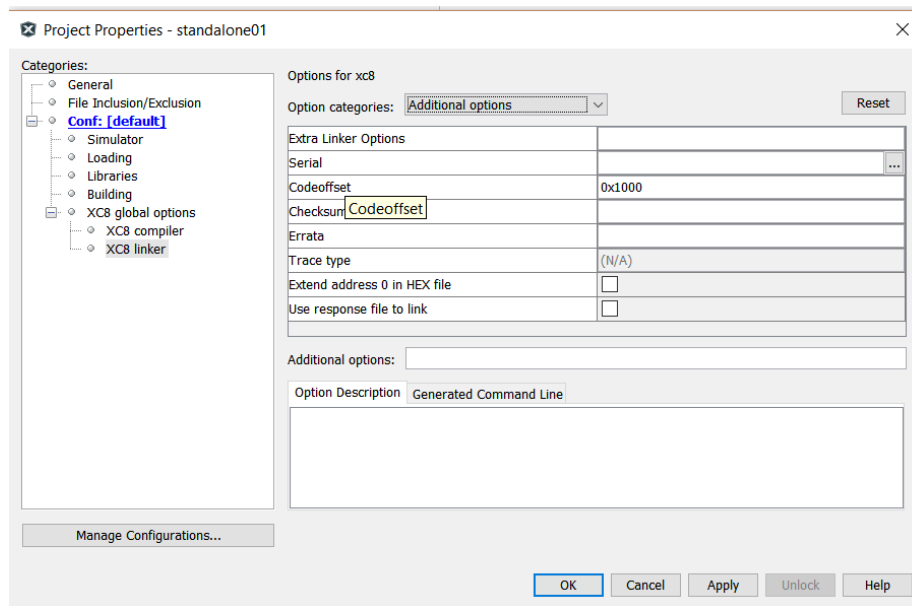 Project Properties - standalone01
Categories:
General
File Inclusion/Exclusion
Conf: [default]
Simulator
Loading
Libraries
Building
XC8 global options
XC8 compiler
XC8 linker
Manage Configurations...
Options for xc8
Option categories: Additional options
Reset
Extra Linker Options
Serial ...
Codeoffset 0x1000
Checksum
Codeoffset
Errata
Trace type (N/A)
Extend address 0 in HEX file
Use response file to link
Additional options:
Option Description Generated Command Line
OK Cancel Apply Unlock Help